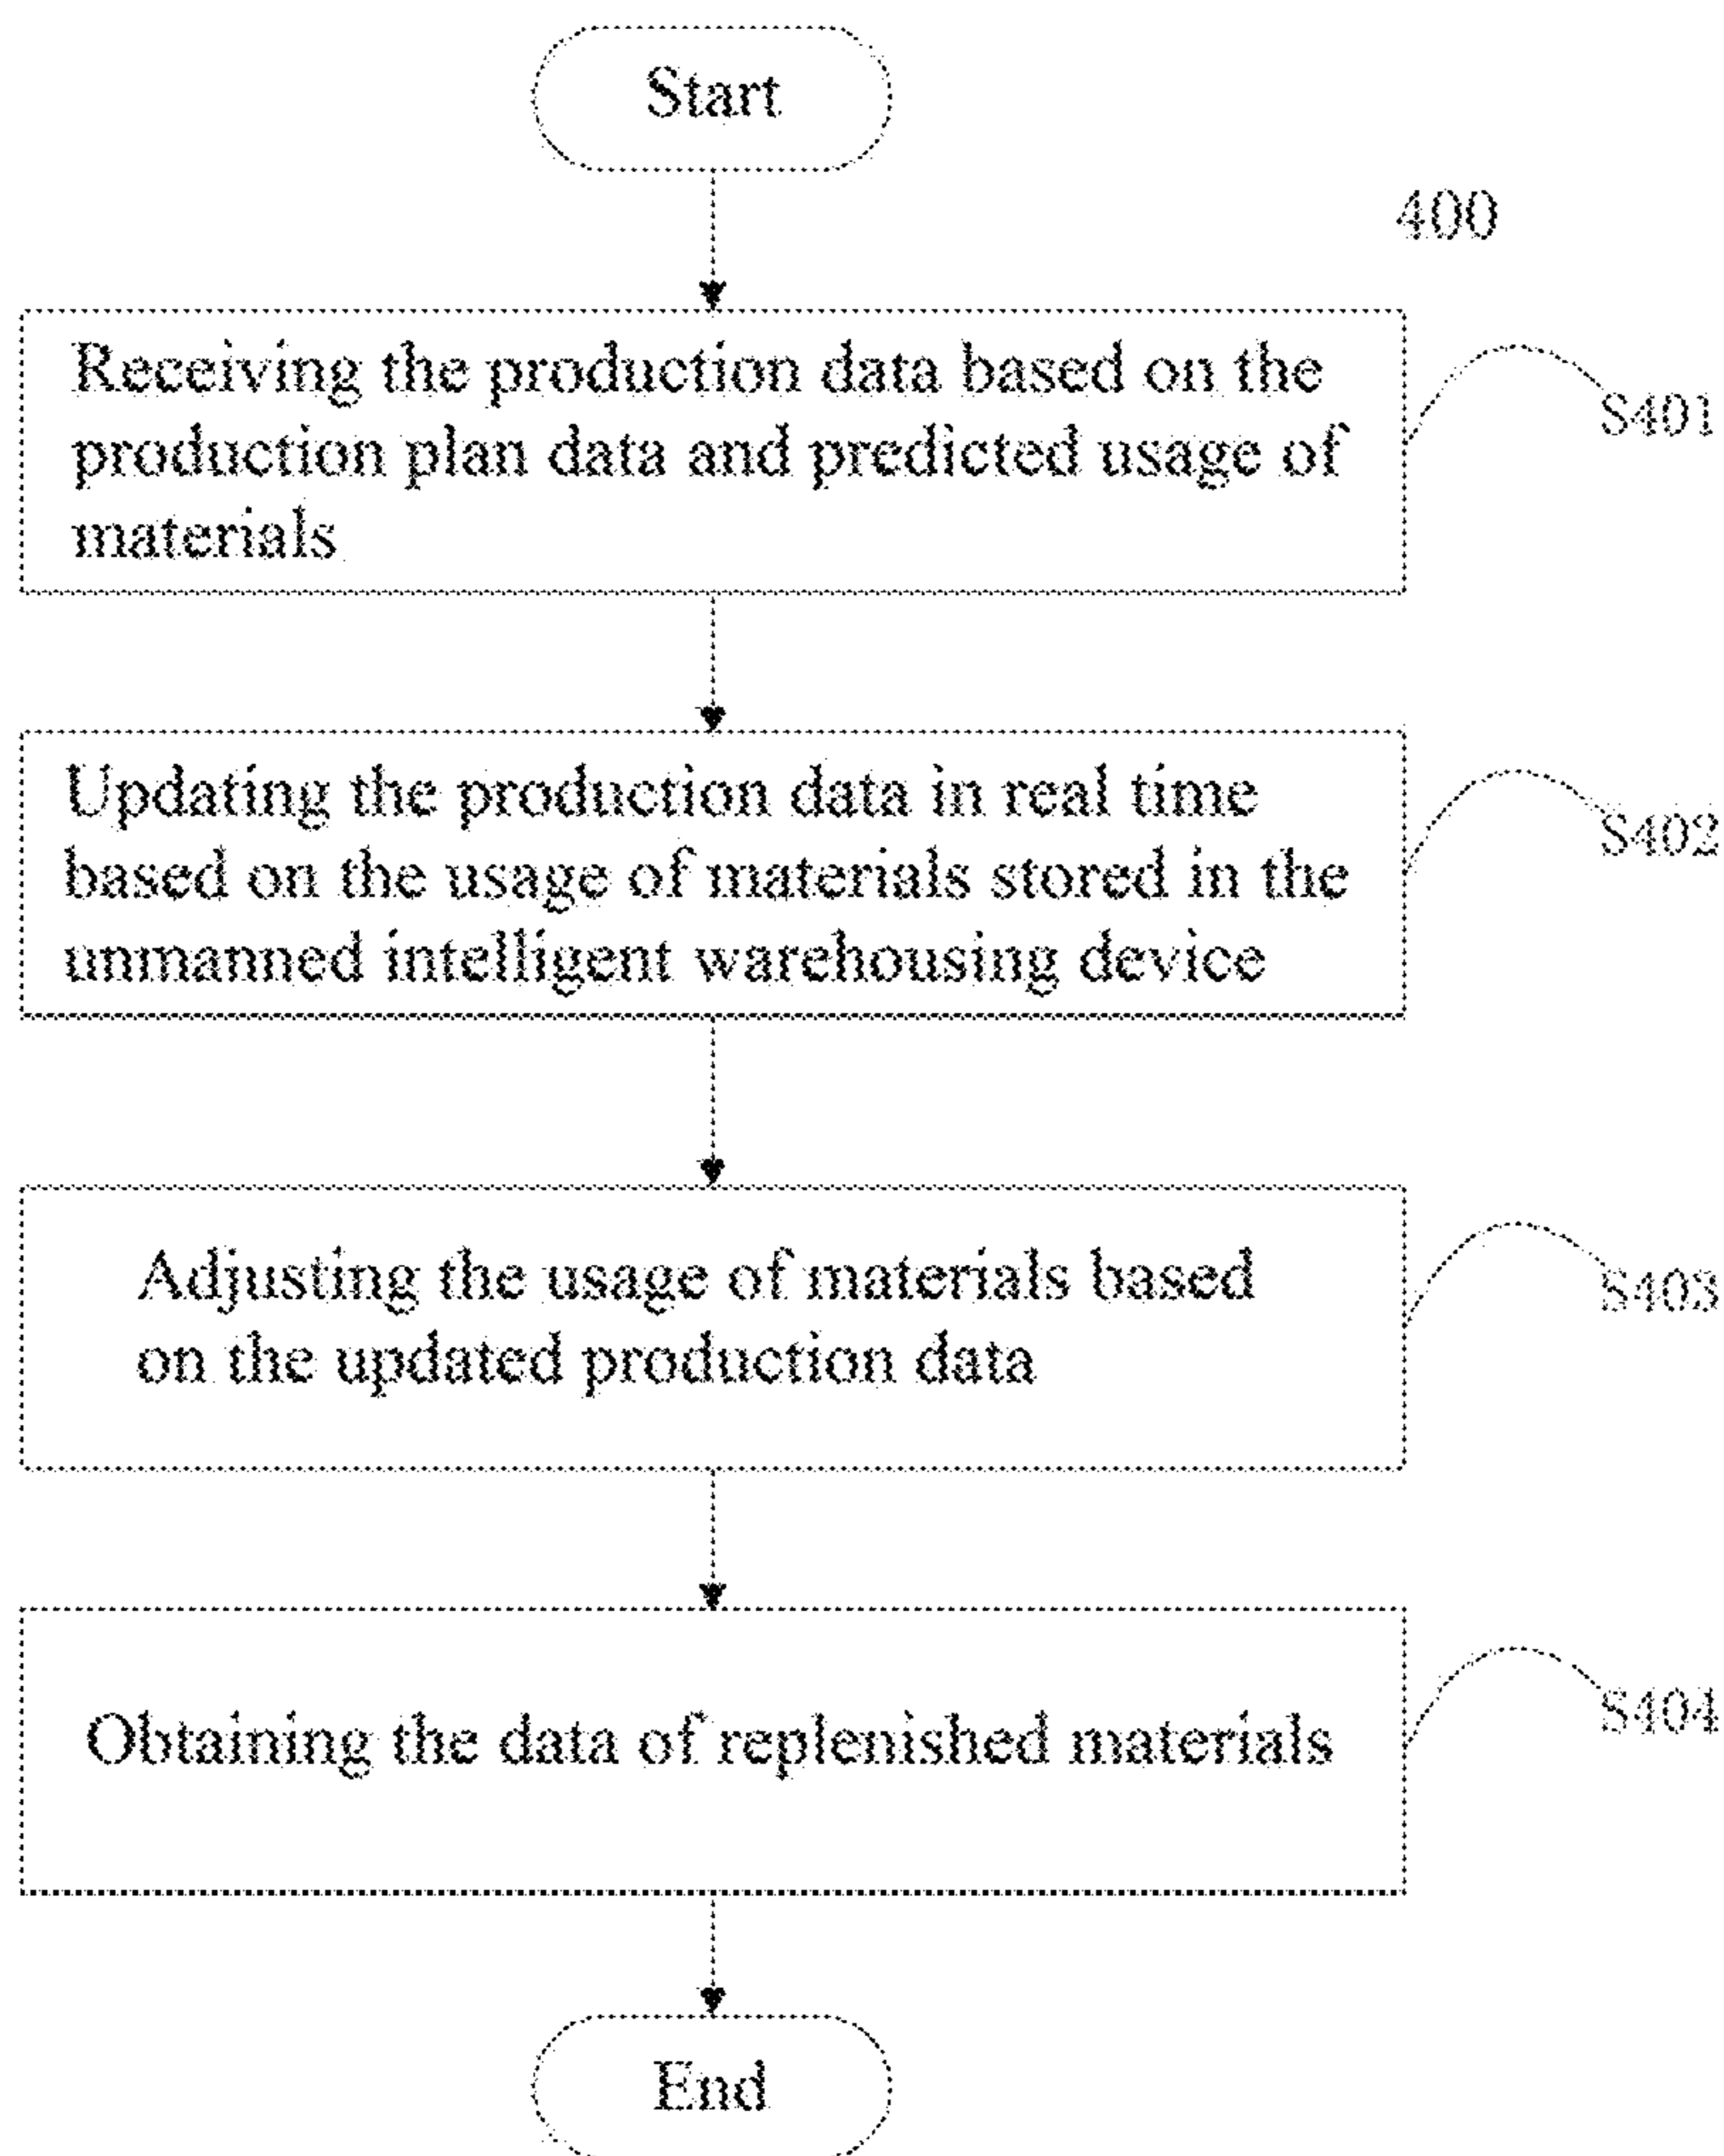 Start
400
Receiving the production data based on the
production plan data and predicted usage of
materials
S401
Updating the production data in real time
based on the usage of materials stored in the
unmanned intelligent warehousing device
S402
Adjusting the usage of materials based
on the updated production data
S403
Obtaining the data of replenished materials
S404
End